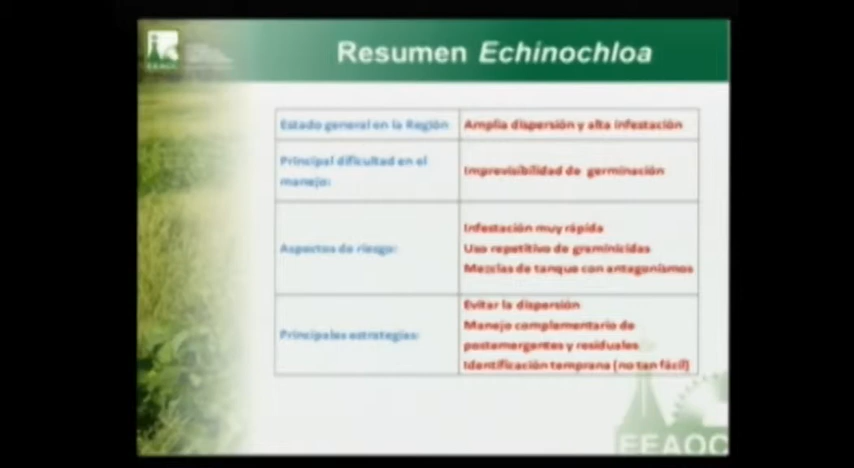 EEAOC
Resumen Echinochloa
Estado general en la Región
Amplia dispersión y alta infestación
Principal dificultad en el
manejo:
Imprevisibilidad de germinación
Aspectos de riesgo:
Infestación muy rápida
Uso repetitivo de graminicidas
Mezclas de tanque con antagonismos
Principales estrategias:
Evitar la dispersión
Manejo complementario de
postemergentes y residuales
Identificación temprana (no tan fácil)
EEAOC